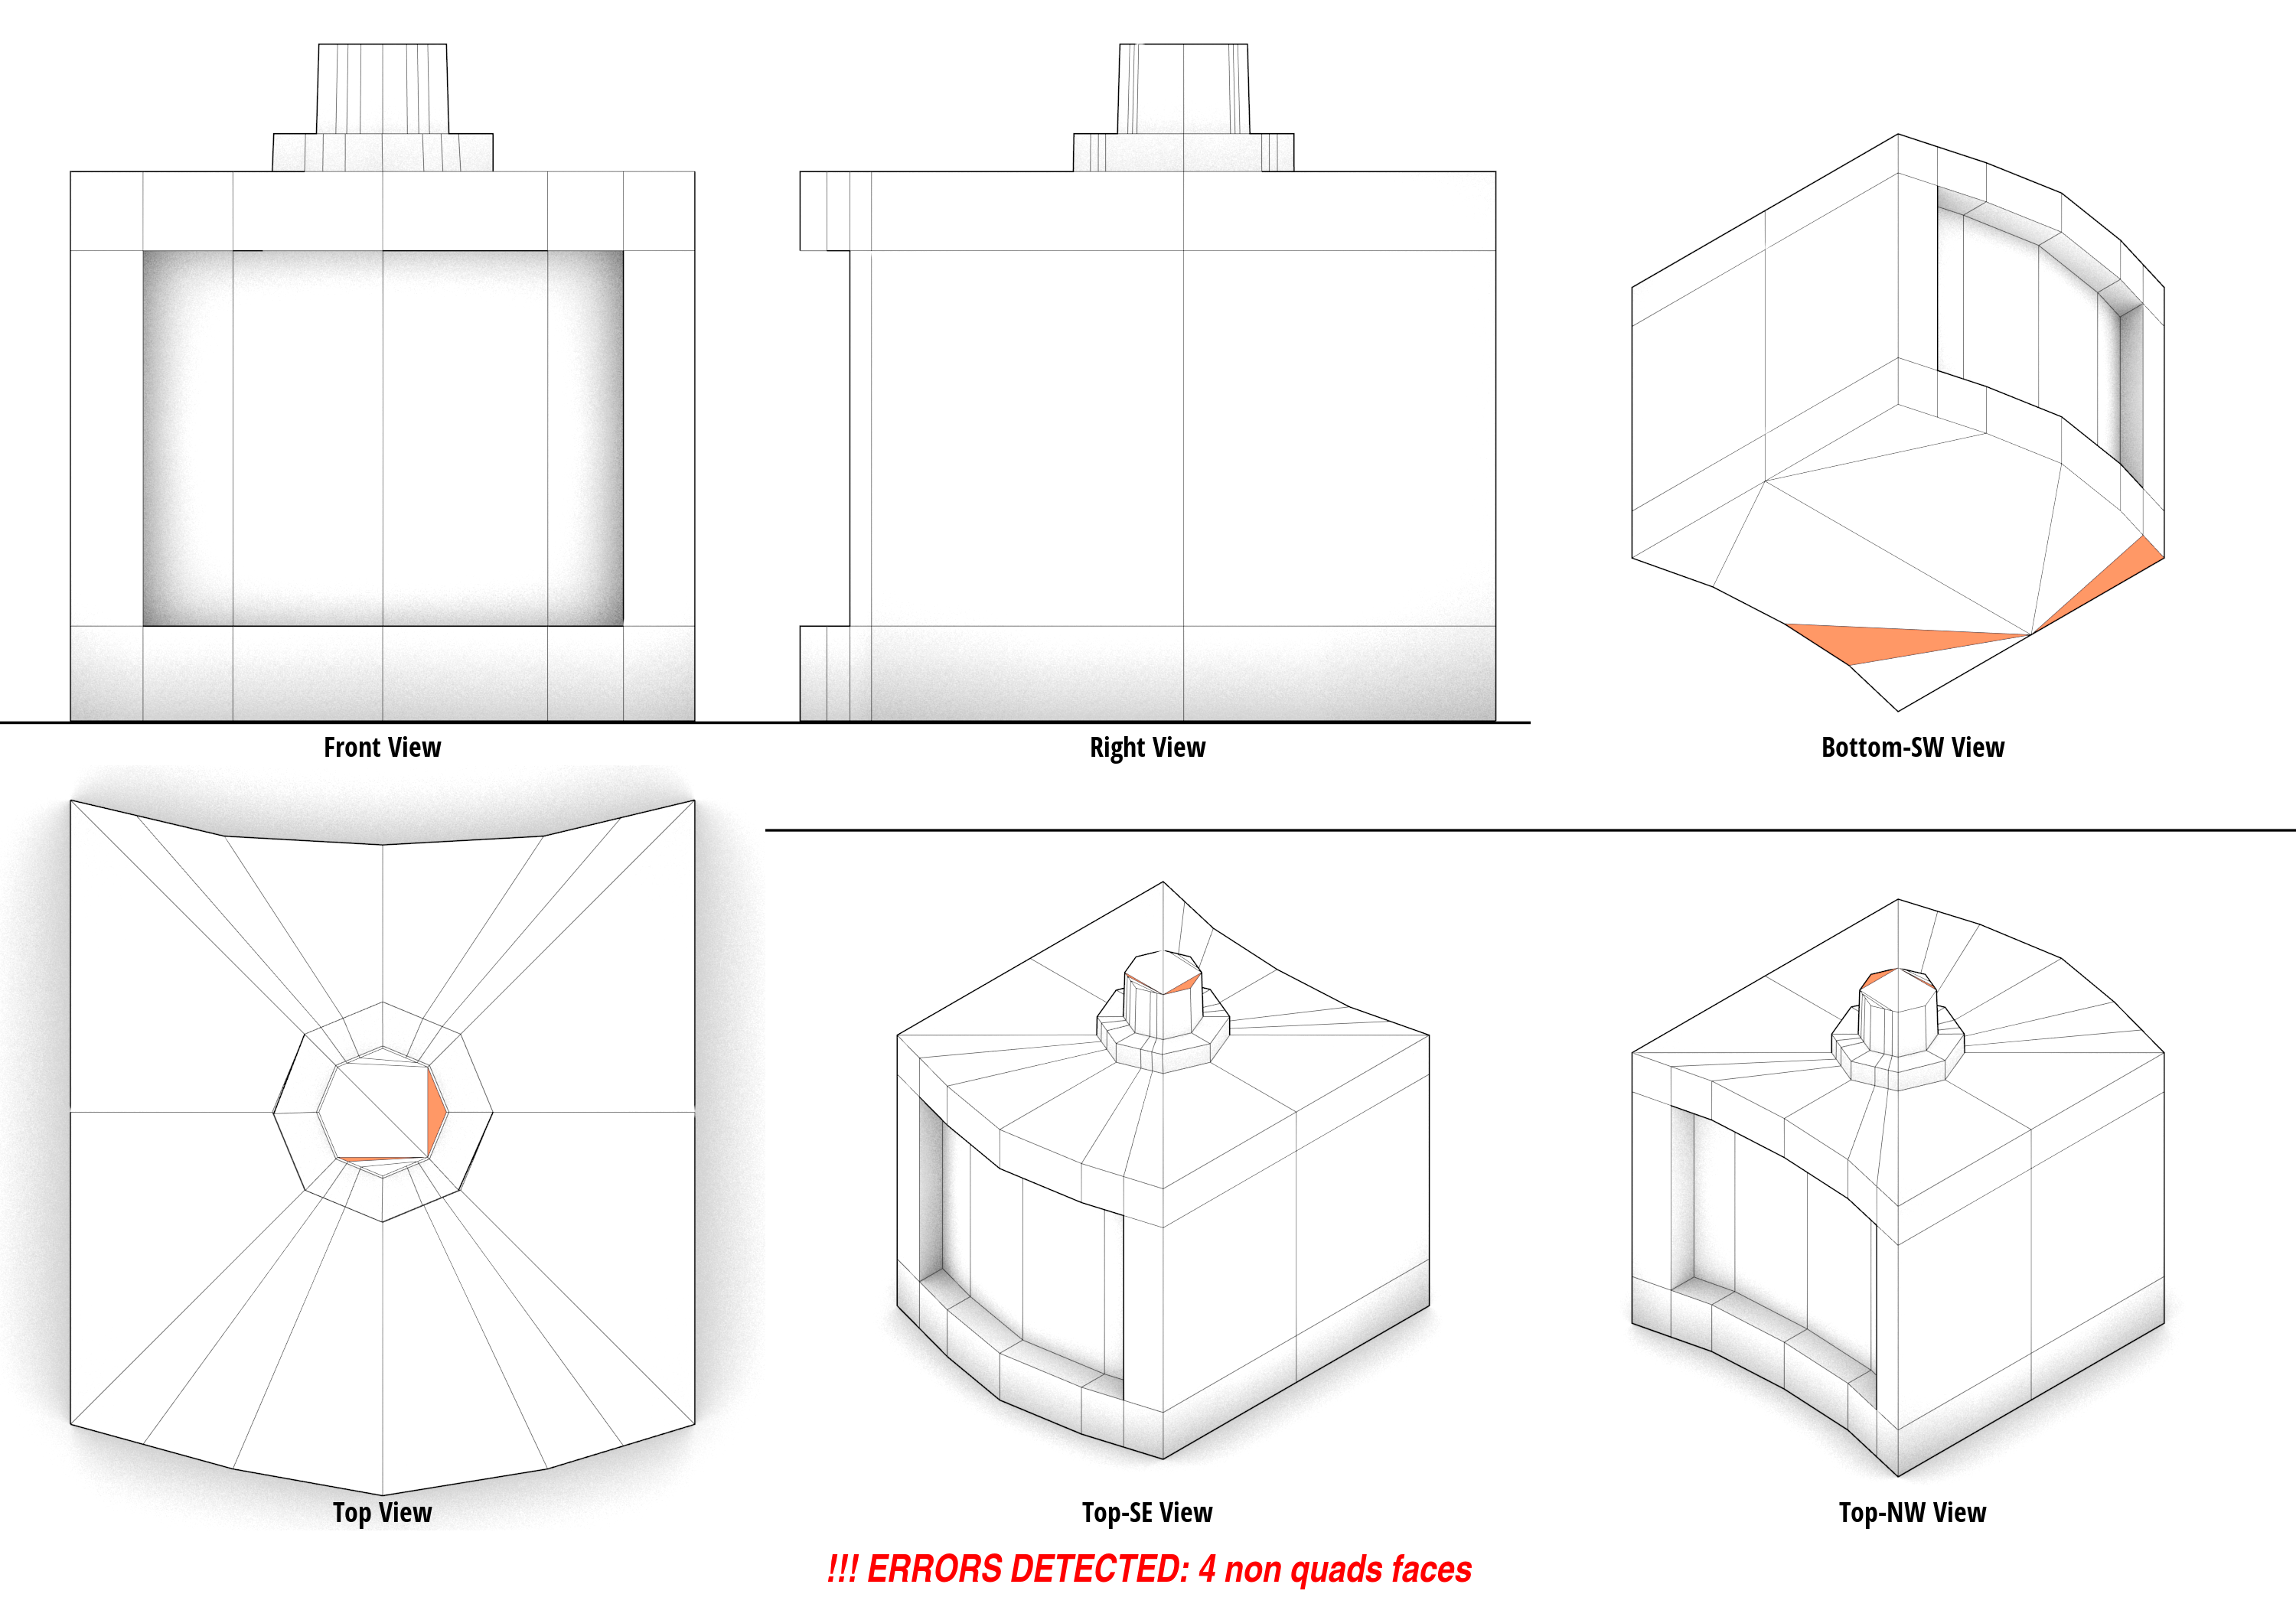 Front View
Right View
Bottom-SW View
Top View
Top-SE View
Top-NW View
!!! ERRORS DETECTED: 4 non quads faces